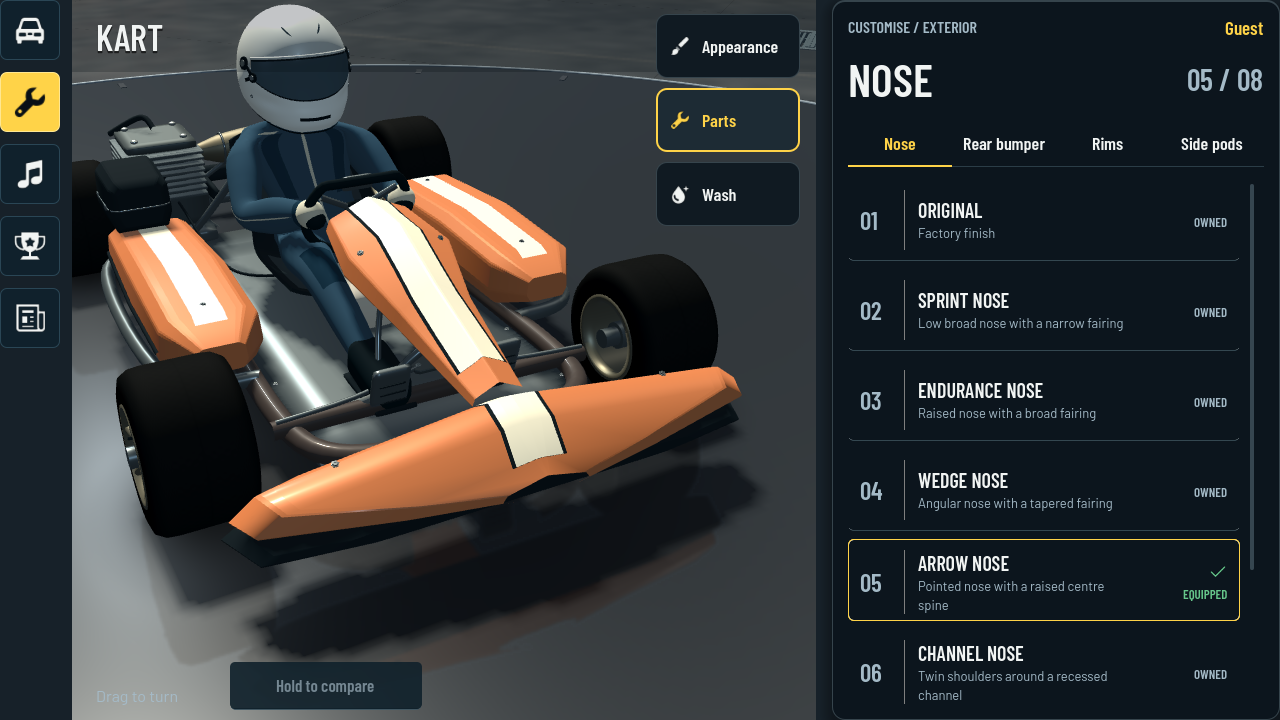 KART
Appearance
Parts
Wash
Drag to turn
Hold to compare
CUSTOMISE / EXTERIOR
Guest
NOSE
05 / 08
Nose
Rear bumper
Rims
Side pods
01
ORIGINAL
Factory finish
OWNED
02
SPRINT NOSE
Low broad nose with a narrow fairing
OWNED
03
ENDURANCE NOSE
Raised nose with a broad fairing
OWNED
04
WEDGE NOSE
Angular nose with a tapered fairing
OWNED
05
ARROW NOSE
Pointed nose with a raised centre
spine
EQUIPPED
06
CHANNEL NOSE
Twin shoulders around a recessed
channel
OWNED